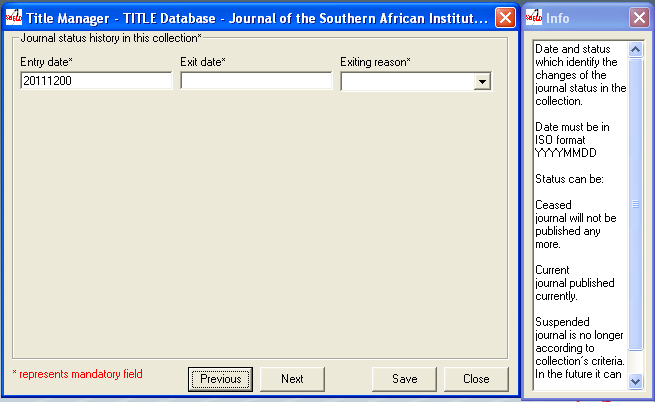 Title Manager - TITLE Database - Journal of the Southern African Institut...
Journal status history in this collection*
Entry date*
Exit date*
Exiting reason*
20111200
* represents mandatory field
Previous
Next
Save
Close
Info
Date and status
which identify the
changes of the
journal status in the
collection.
Date must be in
ISO format
YYYYMMDD
Status can be:
Ceased
journal will not be
published any
more.
Current
journal published
currently.
Suspended
journal is no longer
according to
collection´s criteria.
In the future it can